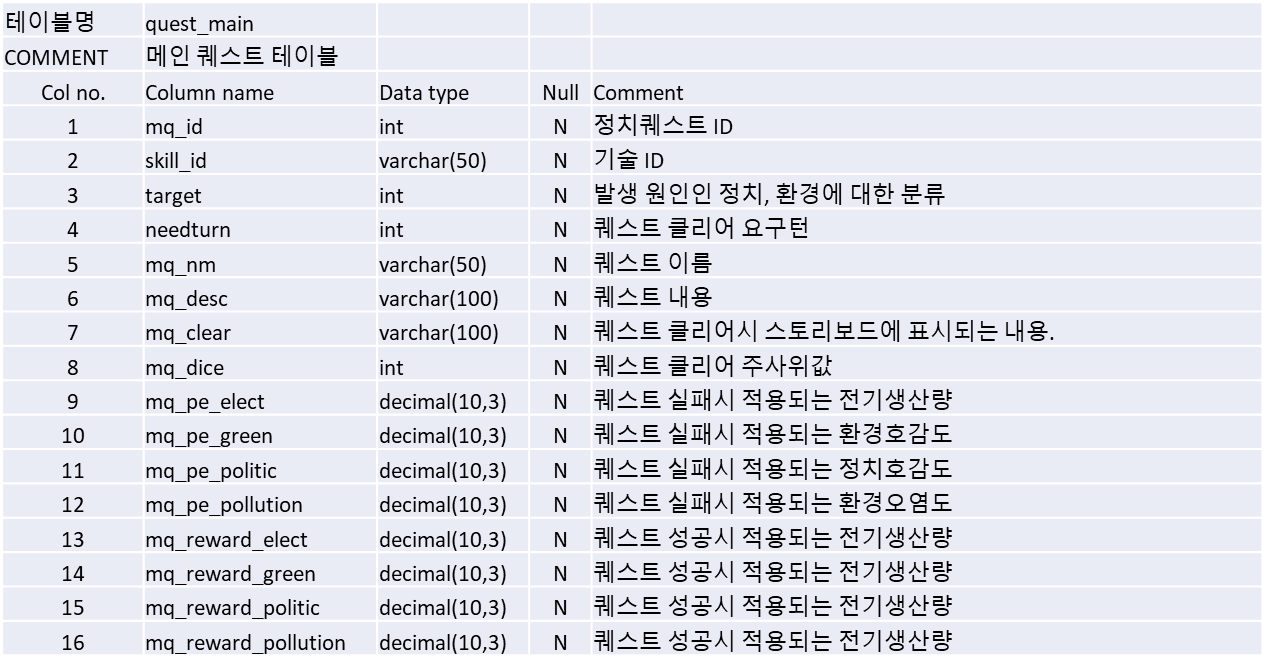 테이블명 quest_main
COMMENT 메인 퀘스트 테이블
Col no. Column name Data type Null Comment
1 mq_id int N 정치퀘스트 ID
2 skill_id varchar(50) N 기술 ID
3 target int N 발생 원인인 정치, 환경에 대한 분류
4 needturn int N 퀘스트 클리어 요구턴
5 mq_nm varchar(50) N 퀘스트 이름
6 mq_desc varchar(100) N 퀘스트 내용
7 mq_clear varchar(100) N 퀘스트 클리어시 스토리보드에 표시되는 내용.
8 mq_dice int N 퀘스트 클리어 주사위값
9 mq_pe_elect decimal(10,3) N 퀘스트 실패시 적용되는 전기생산량
10 mq_pe_green decimal(10,3) N 퀘스트 실패시 적용되는 환경호감도
11 mq_pe_politic decimal(10,3) N 퀘스트 실패시 적용되는 정치호감도
12 mq_pe_pollution decimal(10,3) N 퀘스트 실패시 적용되는 환경오염도
13 mq_reward_elect decimal(10,3) N 퀘스트 성공시 적용되는 전기생산량
14 mq_reward_green decimal(10,3) N 퀘스트 성공시 적용되는 전기생산량
15 mq_reward_politic decimal(10,3) N 퀘스트 성공시 적용되는 전기생산량
16 mq_reward_pollution decimal(10,3) N 퀘스트 성공시 적용되는 전기생산량